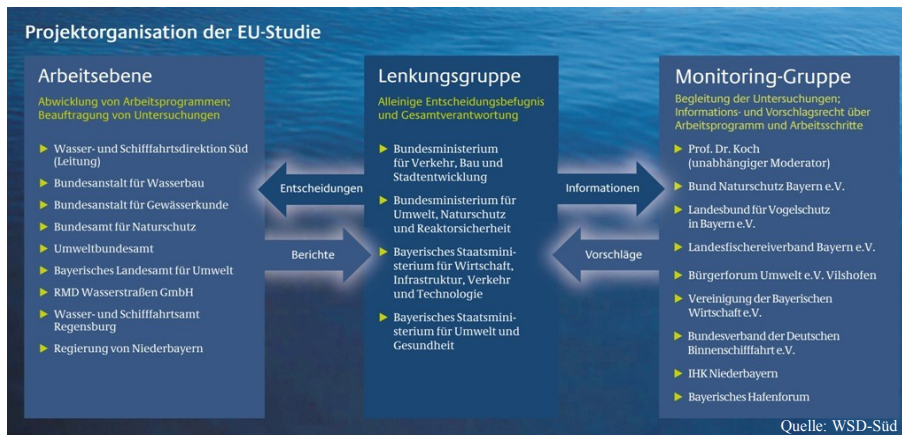 Projektorganisation der EU-Studie
Arbeitsebene
Abwicklung von Arbeitsprogrammen;
Beauftragung von Untersuchungen
Wasser- und Schifffahrtsdirektion Süd
(Leitung)
Bundesanstalt für Wasserbau
Bundesanstalt für Gewässerkunde
Bundesamt für Naturschutz
Umweltbundesamt
Bayerisches Landesamt für Umwelt
RMD Wasserstraßen GmbH
Wasser- und Schifffahrtsamt
Regensburg
Regierung von Niederbayern
Entscheidungen
Berichte
Lenkungsgruppe
Alleinige Entscheidungsbefugnis
und Gesamtverantwortung
Bundesministerium
für Verkehr, Bau und
Stadtentwicklung
Bundesministerium für
Umwelt, Naturschutz
und Reaktorsicherheit
Bayerisches Staatsmini-
sterium für Wirtschaft,
Infrastruktur, Verkehr
und Technologie
Bayerisches Staatsmini-
sterium für Umwelt und
Gesundheit
Informationen
Vorschläge
Monitoring-Gruppe
Begleitung der Untersuchungen;
Informations- und Vorschlagsrecht über
Arbeitsprogramm und Arbeitsschritte
Prof. Dr. Koch
(unabhängiger Moderator)
Bund Naturschutz Bayern e.V.
Landesbund für Vogelschutz
in Bayern e.V.
Landesfischereiverband Bayern e.V.
Bürgerforum Umwelt e.V. Vilshofen
Vereinigung der Bayerischen
Wirtschaft e.V.
Bundesverband der Deutschen
Binnenschifffahrt e.V.
IHK Niederbayern
Bayerisches Hafenforum
Quelle: WSD-Süd